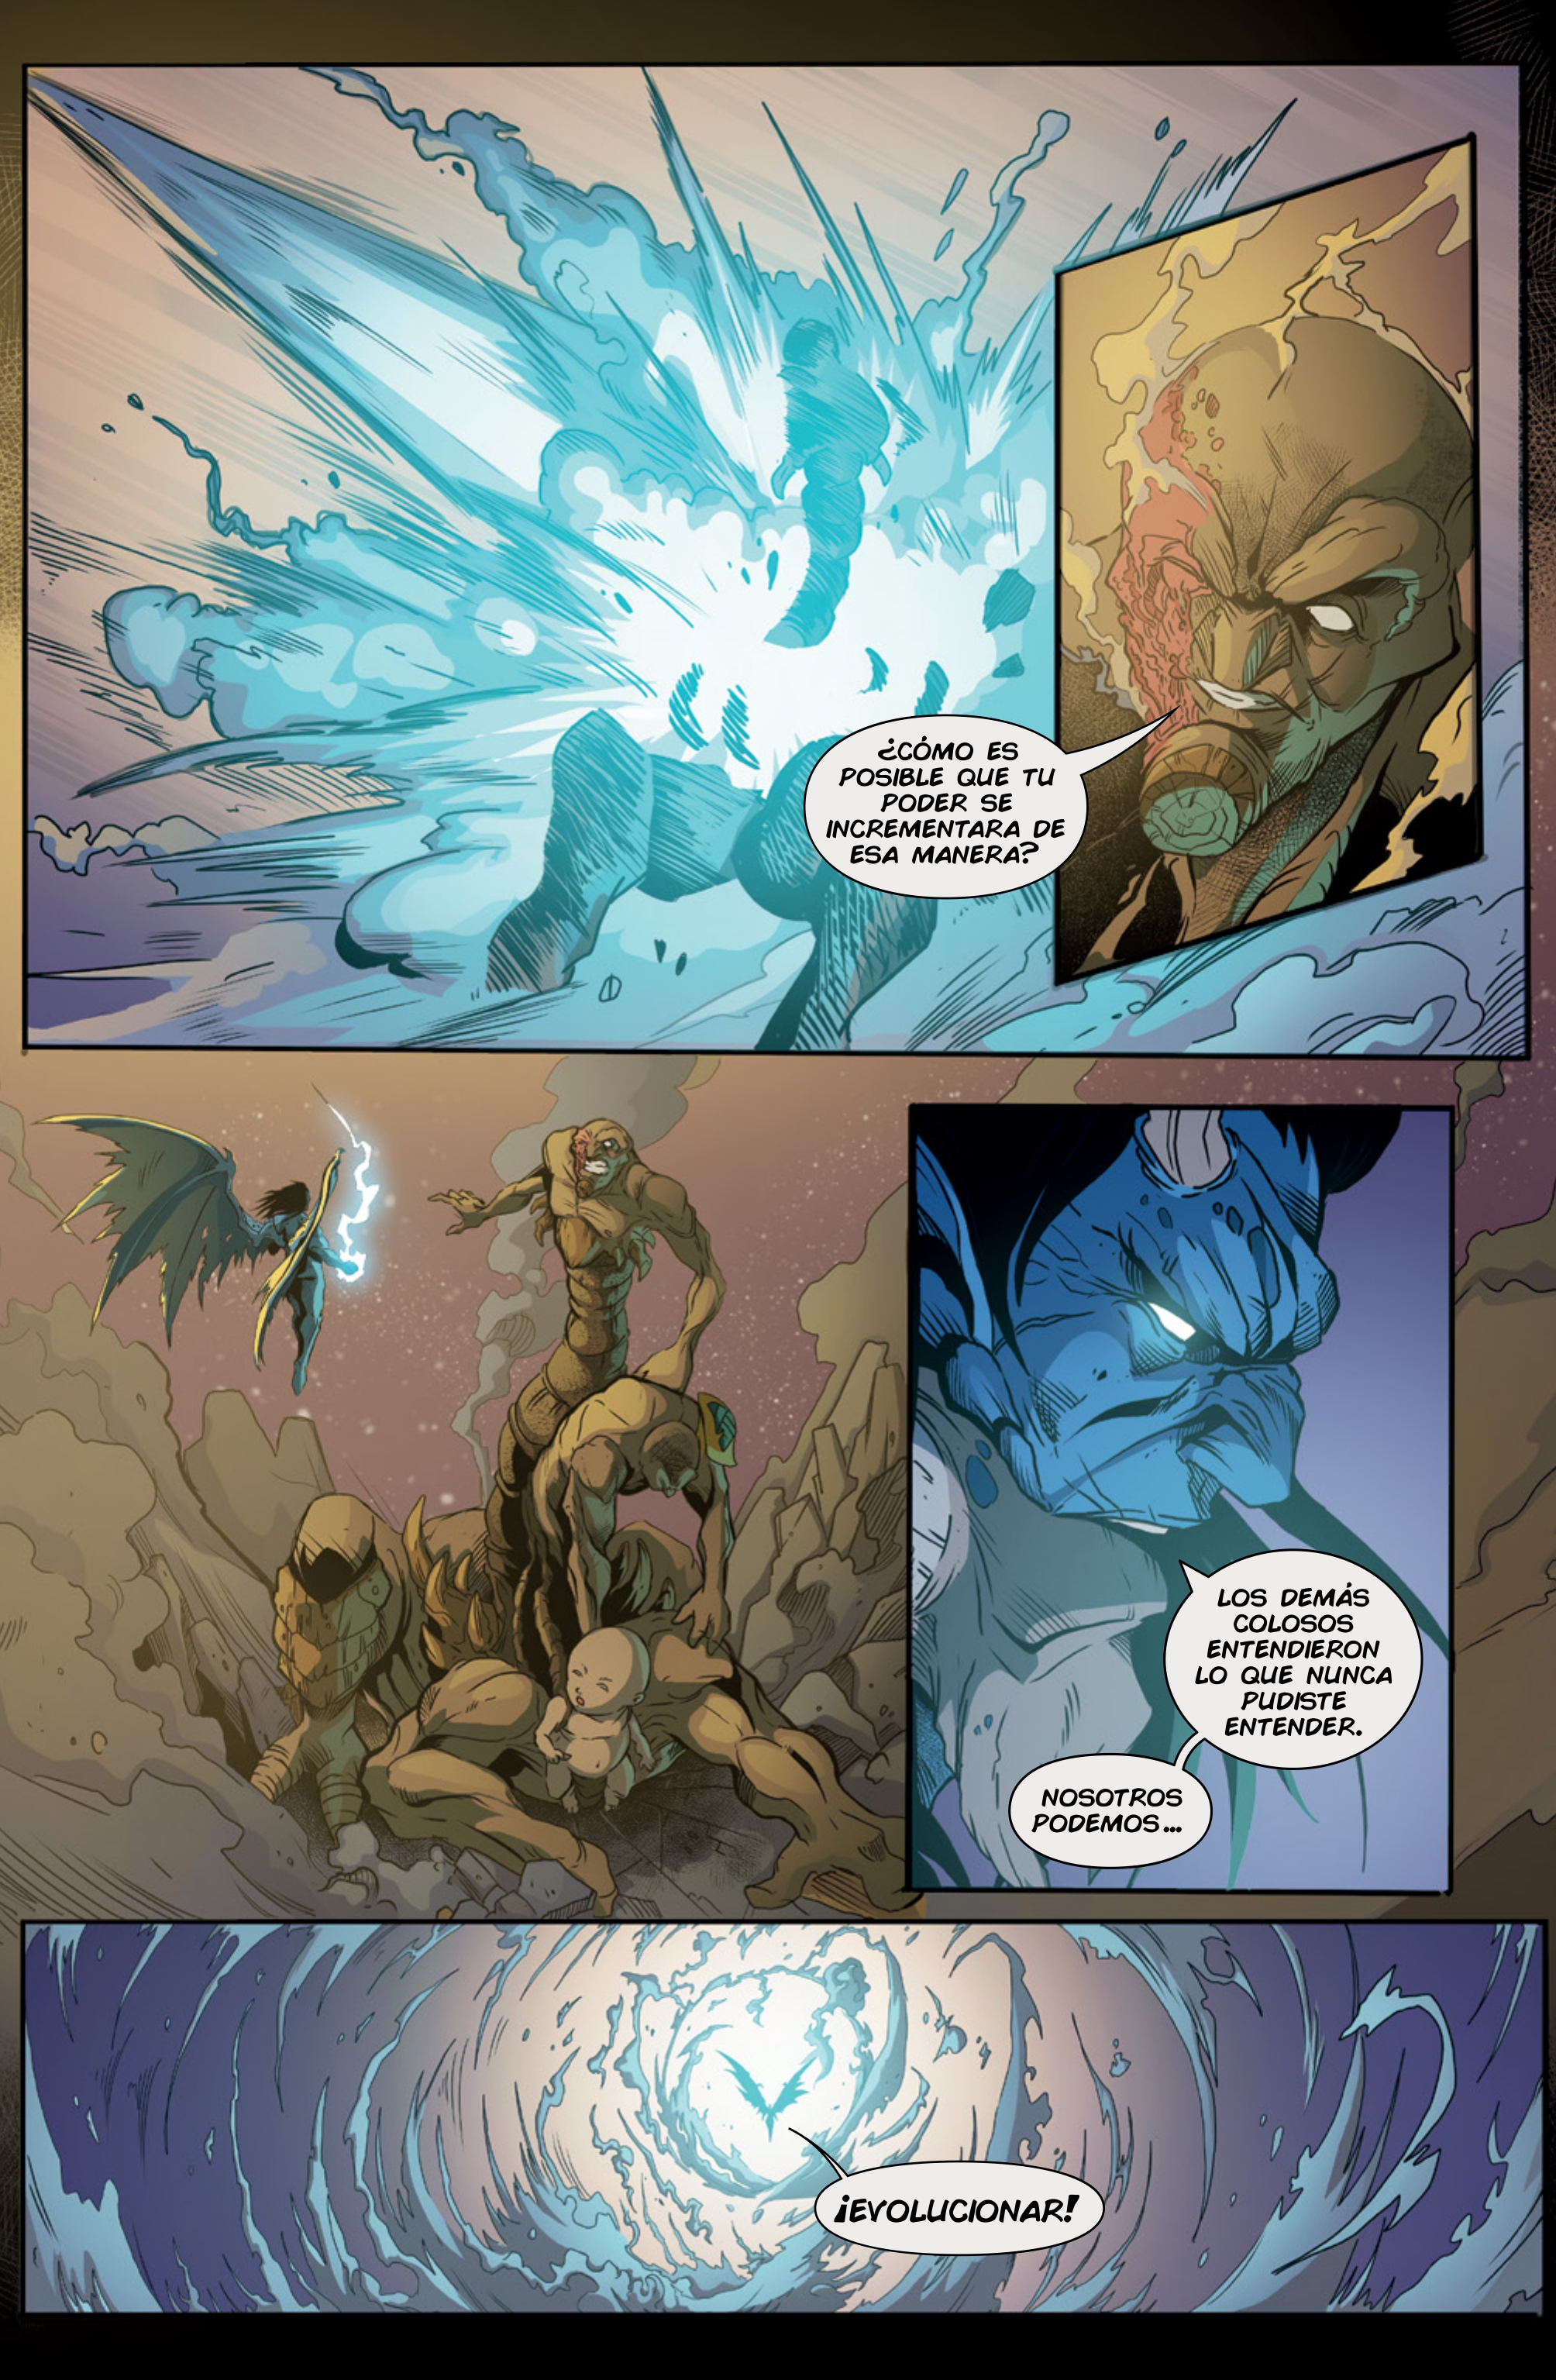 ¿CÓMO ES
POSIBLE QUE TU
PODER SE
INCREMENTARA DE
ESA MANERA?
LOS DEMÁS
COLOSOS
ENTENDIERON
LO QUE NUNCA
PUDISTE
ENTENDER.
NOSOTROS
PODEMOS...
¡EVOLUCIONAR!